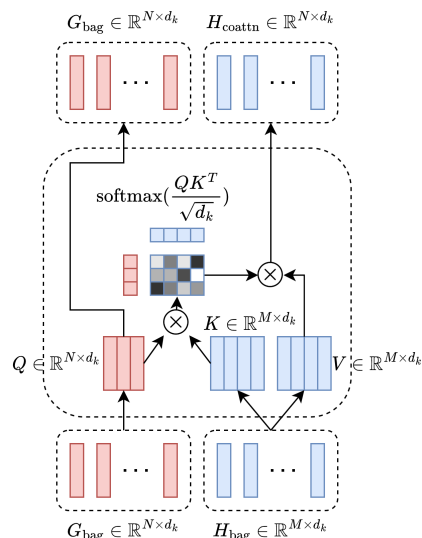 G_bag ∈ ℝ^{N×d_k}
H_coattn ∈ ℝ^{N×d_k}
softmax(QK^T/√d_k)
K ∈ ℝ^{M×d_k}
Q ∈ ℝ^{N×d_k}
V ∈ ℝ^{M×d_k}
G_bag ∈ ℝ^{N×d_k}
H_bag ∈ ℝ^{M×d_k}